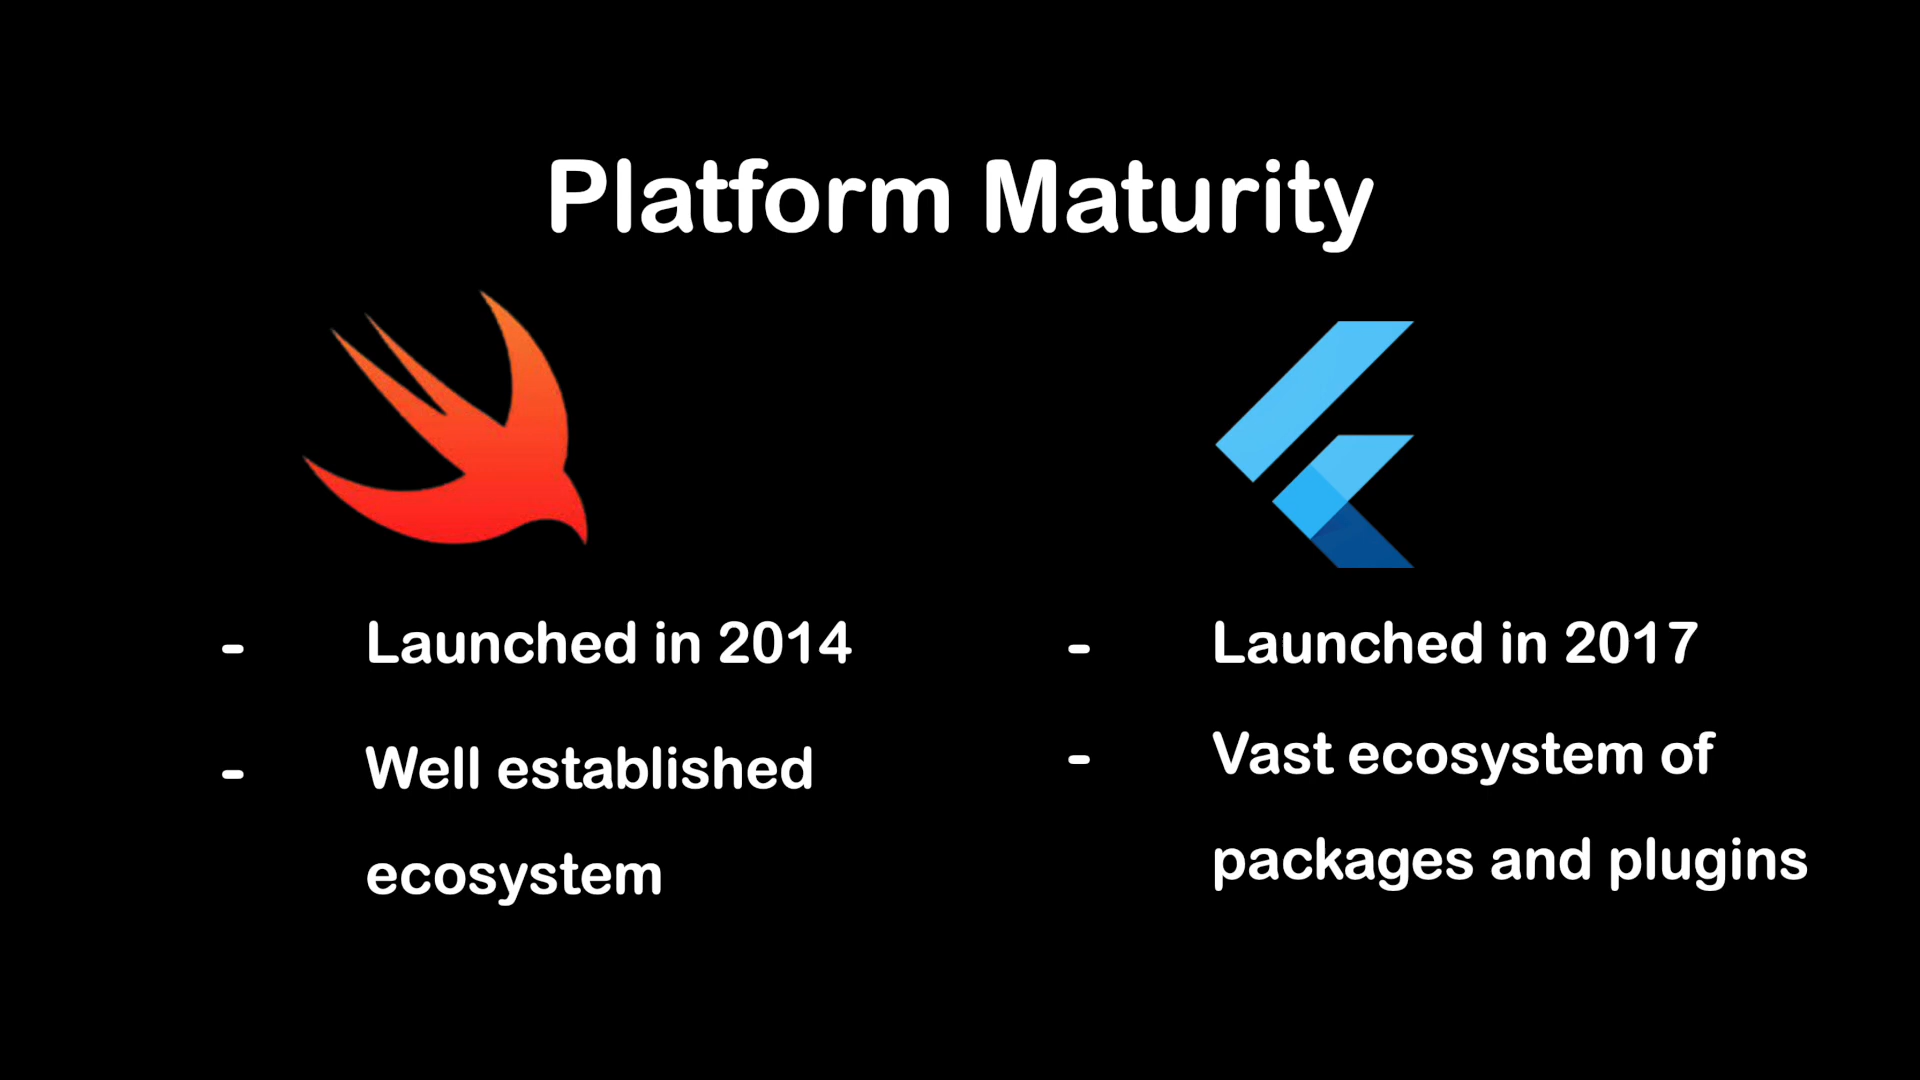 Platform Maturity
- Launched in 2014
- Well established
ecosystem
- Launched in 2017
- Vast ecosystem of
packages and plugins